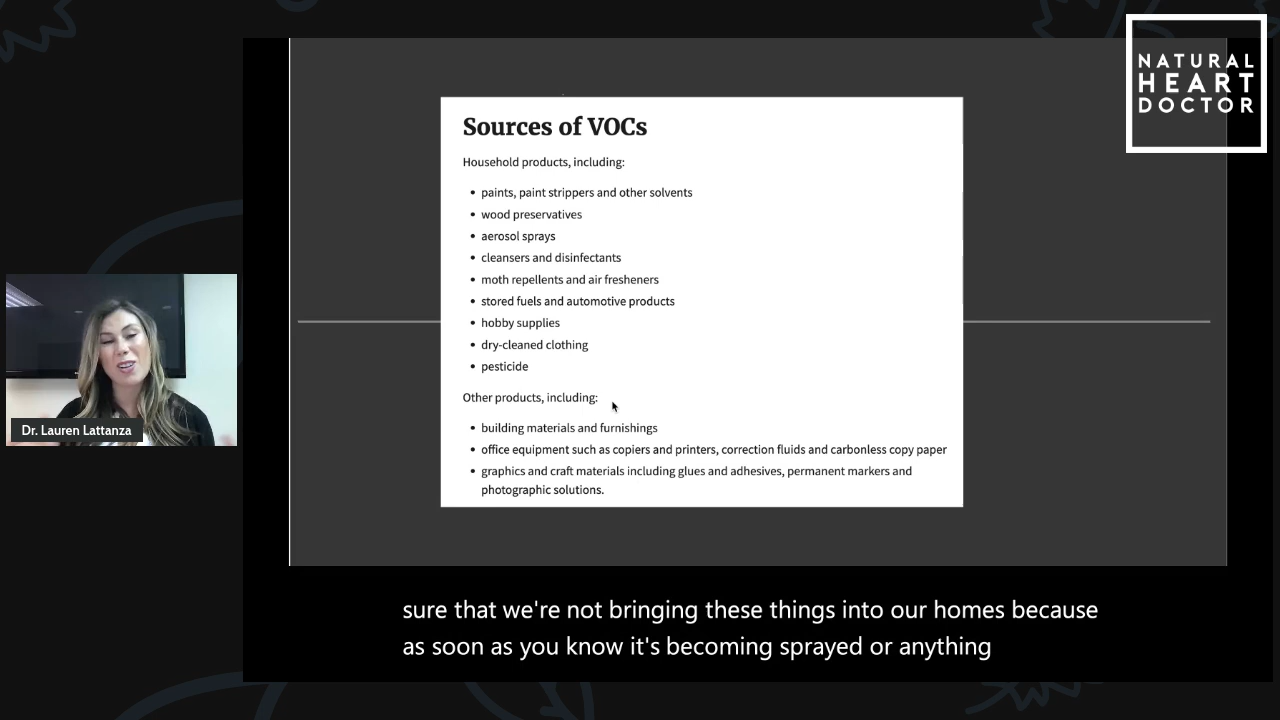 NATURAL
HEART
DOCTOR
Sources of VOCs
Household products, including:
• paints, paint strippers and other solvents
• wood preservatives
• aerosol sprays
• cleansers and disinfectants
• moth repellents and air fresheners
• stored fuels and automotive products
• hobby supplies
• dry-cleaned clothing
• pesticide
Other products, including:
• building materials and furnishings
• office equipment such as copiers and printers, correction fluids and carbonless copy paper
• graphics and craft materials including glues and adhesives, permanent markers and
photographic solutions.
Dr. Lauren Lattanza
sure that we're not bringing these things into our homes because
as soon as you know it's becoming sprayed or anything